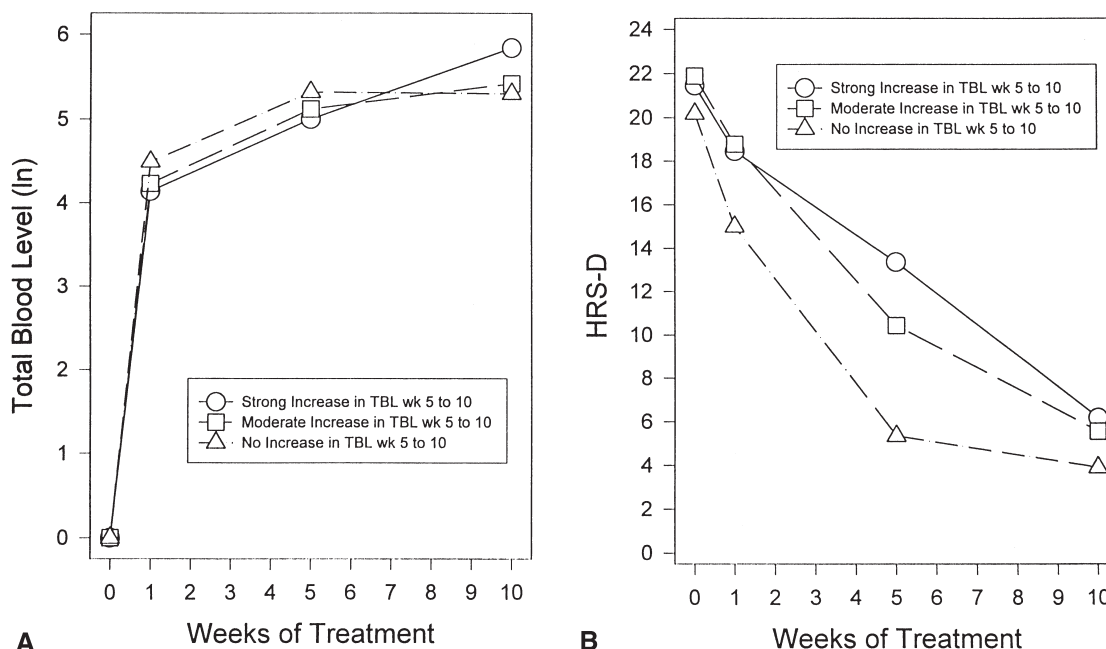 Total Blood Level (ln)
6
5
4
3
2
1
0
Strong Increase in TBL wk 5 to 10
Moderate Increase in TBL wk 5 to 10
No Increase in TBL wk 5 to 10
0 1 2 3 4 5 6 7 8 9 10
Weeks of Treatment
A
HRS-D
24
22
20
18
16
14
12
10
8
6
4
2
0
Strong Increase in TBL wk 5 to 10
Moderate Increase in TBL wk 5 to 10
No Increase in TBL wk 5 to 10
0 1 2 3 4 5 6 7 8 9 10
Weeks of Treatment
B